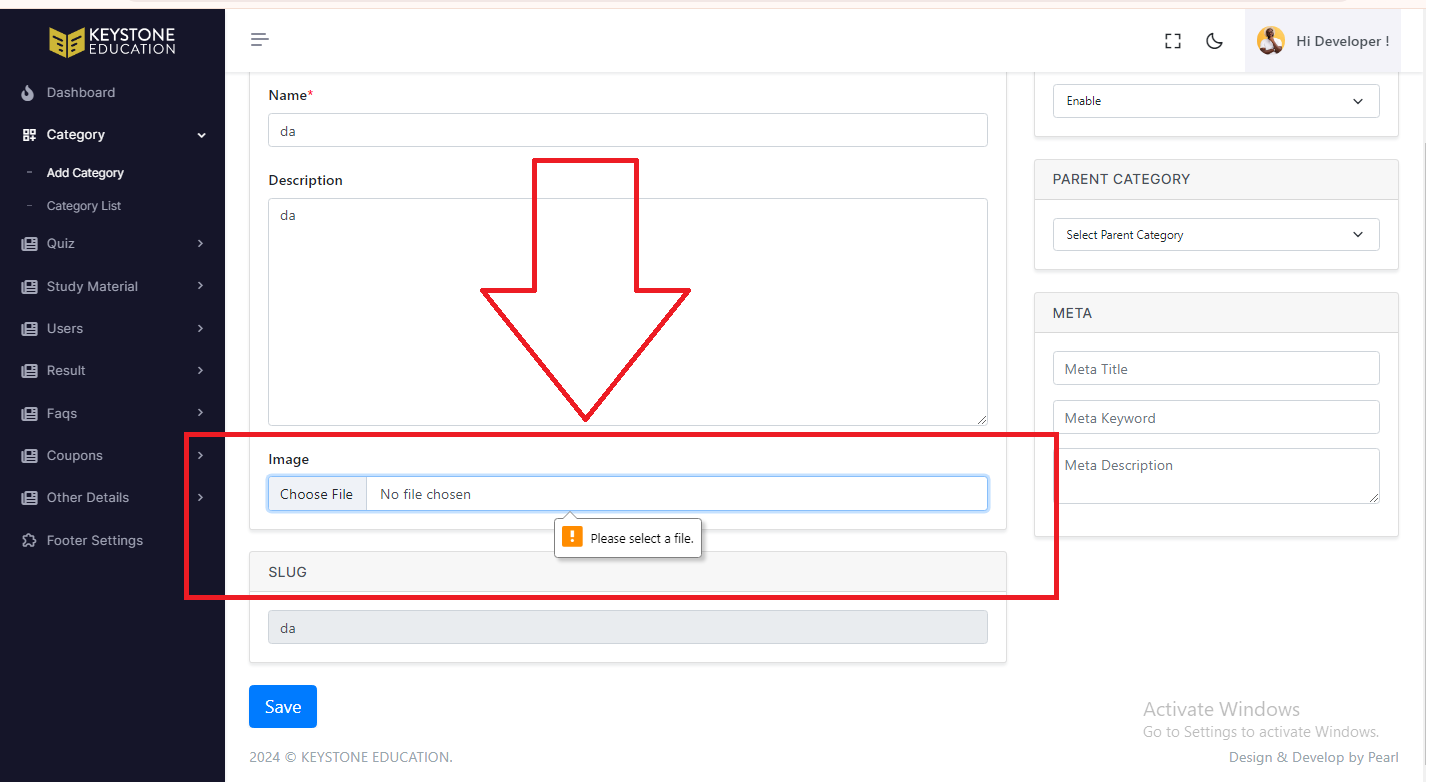 KEYSTONE
EDUCATION
Hi Developer !
Dashboard
Category
Add Category
Category List
Quiz
Study Material
Users
Result
Faqs
Coupons
Other Details
Footer Settings
Name*
da
Description
da
Image
Choose File No file chosen
Please select a file.
SLUG
da
Save
Enable
PARENT CATEGORY
Select Parent Category
META
Meta Title
Meta Keyword
Meta Description
Activate Windows
Go to Settings to activate Windows.
2024 © KEYSTONE EDUCATION.
Design & Develop by Pearl